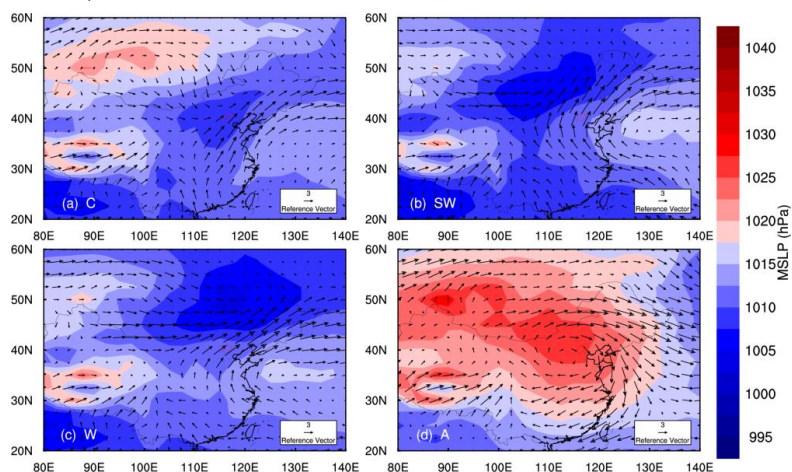 60N
50N
40N
30N
20N
(a) C
3
Reference Vector
80E 90E 100E 110E 120E 130E 140E
60N
50N
40N
30N
20N
(b) SW
3
Reference Vector
80E 90E 100E 110E 120E 130E 140E
60N
50N
40N
30N
20N
(c) W
3
Reference Vector
80E 90E 100E 110E 120E 130E 140E
60N
50N
40N
30N
20N
(d) A
3
Reference Vector
80E 90E 100E 110E 120E 130E 140E
1040
1035
1030
1025
1020
1015
1010
1005
1000
995
MSLP (hPa)